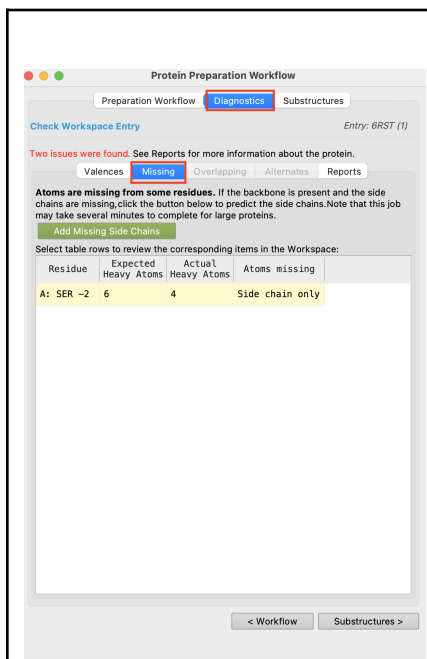 Protein Preparation Workflow
Preparation Workflow Diagnostics Substructures
Check Workspace Entry Entry: 6RST (1)
Two issues were found. See Reports for more information about the protein.
Valences Missing Overlapping Alternates Reports
Atoms are missing from some residues. If the backbone is present and the side
chains are missing,click the button below to predict the side chains.Note that this job
may take several minutes to complete for large proteins.
Add Missing Side Chains
Select table rows to review the corresponding items in the Workspace:
Residue Expected Heavy Atoms Actual Heavy Atoms Atoms missing
A: SER -2 6 4 Side chain only
< Workflow Substructures >